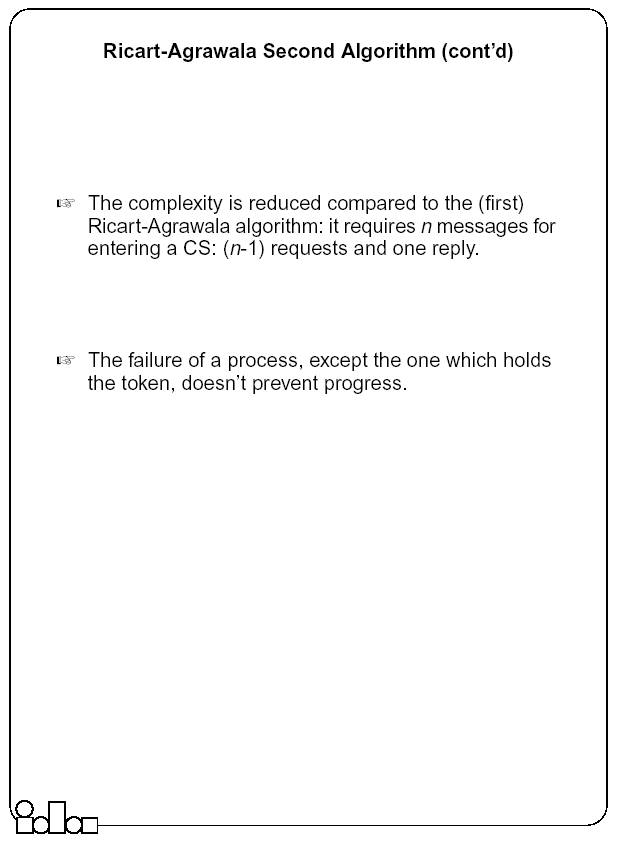 Ricart-Agrawala Second Algorithm (cont’d)
☞ The complexity is reduced compared to the (first)
Ricart-Agrawala algorithm: it requires n messages for
entering a CS: (n-1) requests and one reply.
☞ The failure of a process, except the one which holds
the token, doesn’t prevent progress.